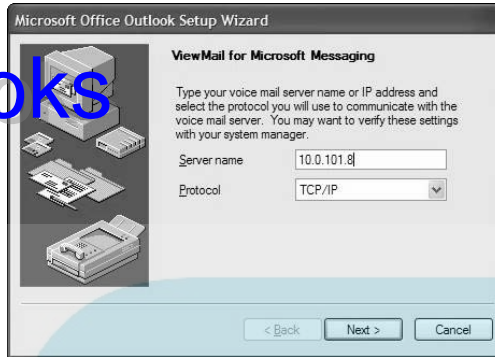 Microsoft Office Outlook Setup Wizard
ViewMail for Microsoft Messaging
Type your voice mail server name or IP address and
select the protocol you will use to communicate with the
voice mail server. You may want to verify these settings
with your system manager.
Server name 10.0.101.8
Protocol TCP/IP
< Back Next > Cancel
oks